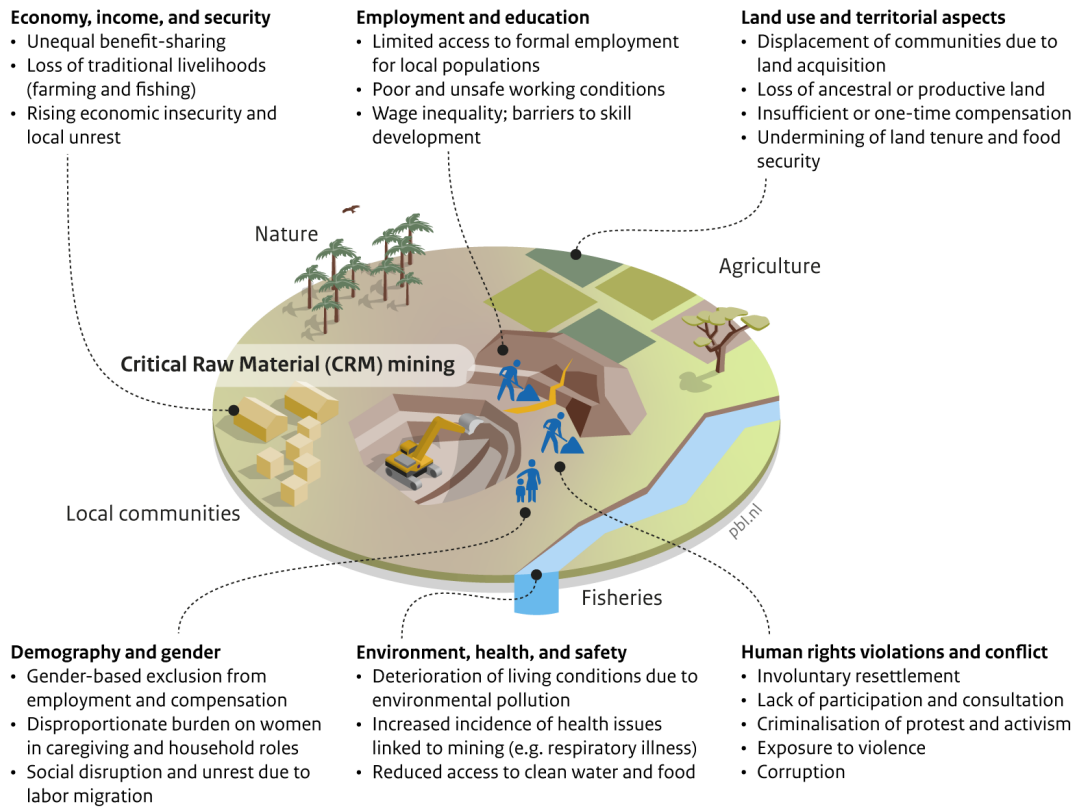 Economy, income, and security
• Unequal benefit-sharing
• Loss of traditional livelihoods
(farming and fishing)
• Rising economic insecurity and
local unrest
Employment and education
• Limited access to formal employment
for local populations
• Poor and unsafe working conditions
• Wage inequality; barriers to skill
development
Land use and territorial aspects
• Displacement of communities due to
land acquisition
• Loss of ancestral or productive land
• Insufficient or one-time compensation
• Undermining of land tenure and food
security
Nature
Agriculture
Critical Raw Material (CRM) mining
Local communities
pbl.nl
Fisheries
Demography and gender
• Gender-based exclusion from
employment and compensation
• Disproportionate burden on women
in caregiving and household roles
• Social disruption and unrest due to
labor migration
Environment, health, and safety
• Deterioration of living conditions due to
environmental pollution
• Increased incidence of health issues
linked to mining (e.g. respiratory illness)
• Reduced access to clean water and food
Human rights violations and conflict
• Involuntary resettlement
• Lack of participation and consultation
• Criminalisation of protest and activism
• Exposure to violence
• Corruption